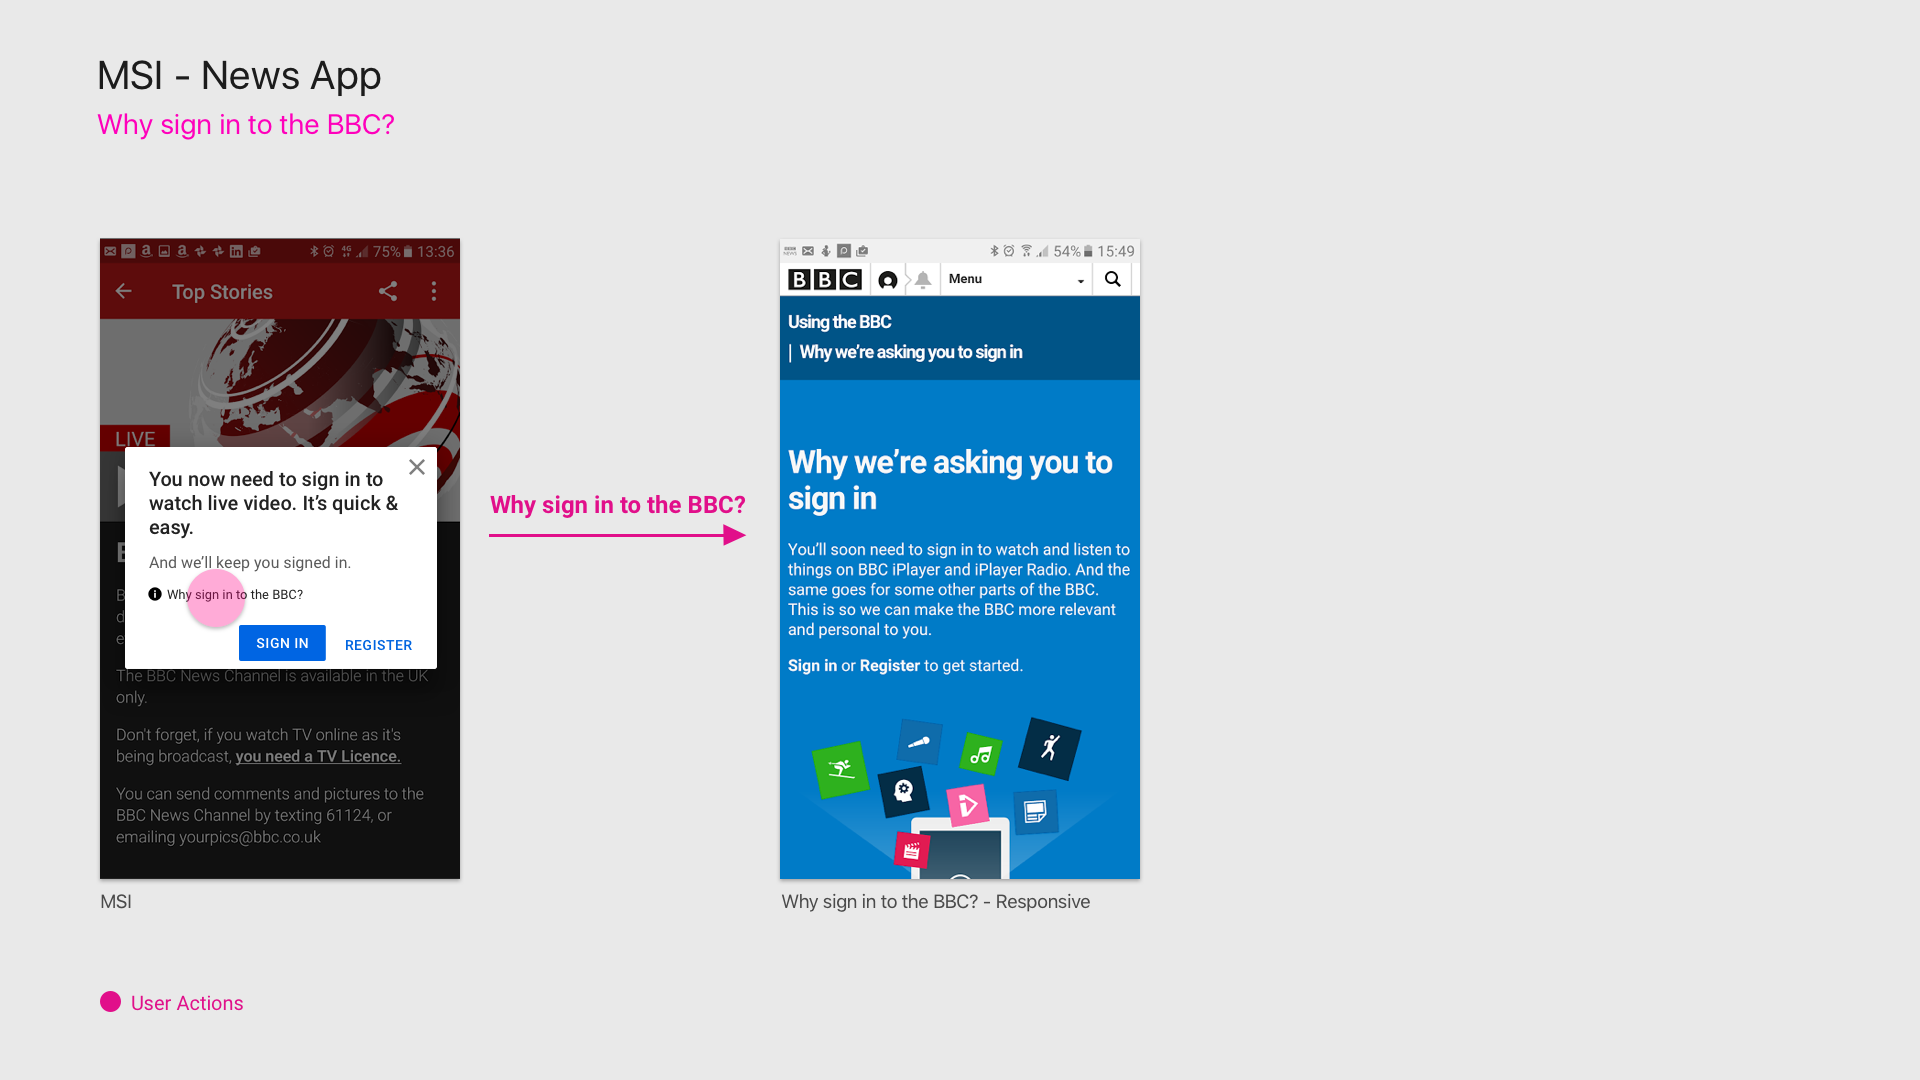 MSI - News App
Why sign in to the BBC?
4G 75% 13:36
Top Stories
LIVE
You now need to sign in to
watch live video. It's quick &
easy.
And we'll keep you signed in.
Why sign in to the BBC?
SIGN IN REGISTER
The BBC News Channel is available in the UK
only.
Don't forget, if you watch TV online as it's
being broadcast, you need a TV Licence.
You can send comments and pictures to the
BBC News Channel by texting 61124, or
emailing yourpics@bbc.co.uk
MSI
Why sign in to the BBC?
54% 15:49
BBC Menu
Using the BBC
| Why we're asking you to sign in
Why we're asking you to
sign in
You'll soon need to sign in to watch and listen to
things on BBC iPlayer and iPlayer Radio. And the
same goes for some other parts of the BBC.
This is so we can make the BBC more relevant
and personal to you.
Sign in or Register to get started.
Why sign in to the BBC? - Responsive
User Actions